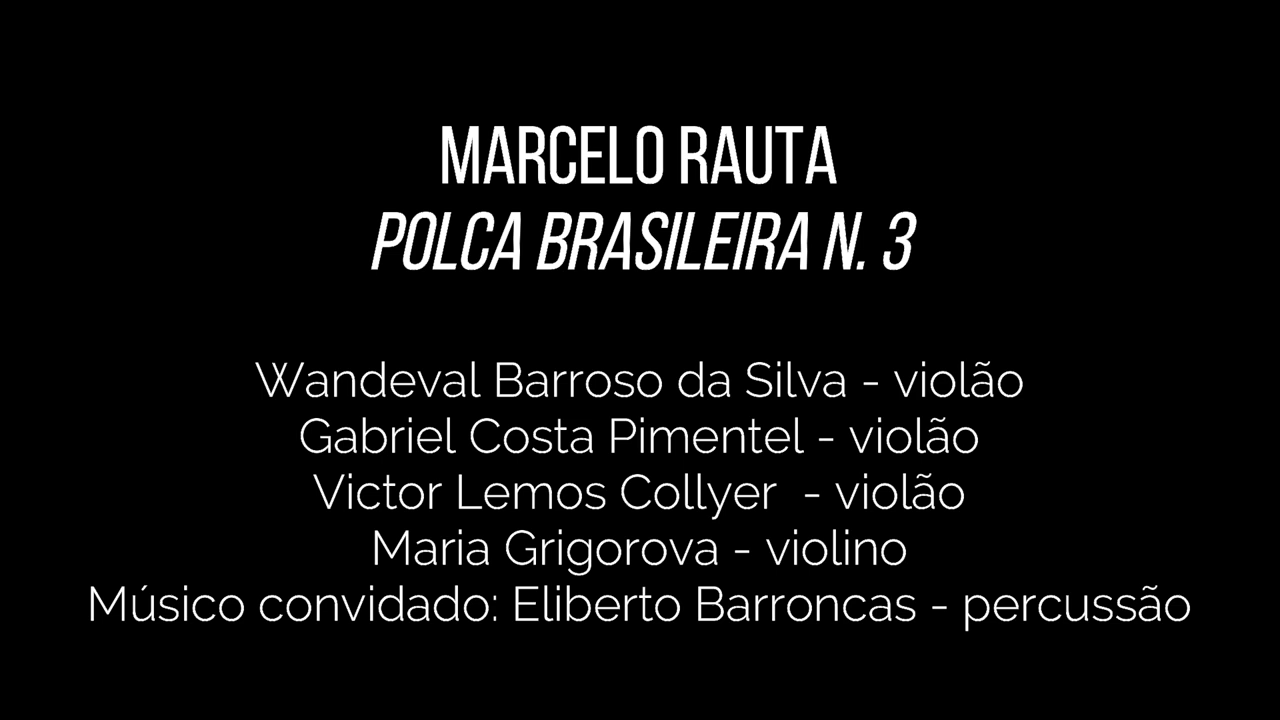 MARCELO RAUTA
POLCA BRASILEIRA N. 3
Wandeval Barroso da Silva - violão
Gabriel Costa Pimentel - violão
Victor Lemos Collyer  - violão
Maria Grigorova - violino
Músico convidado: Eliberto Barroncas - percussão